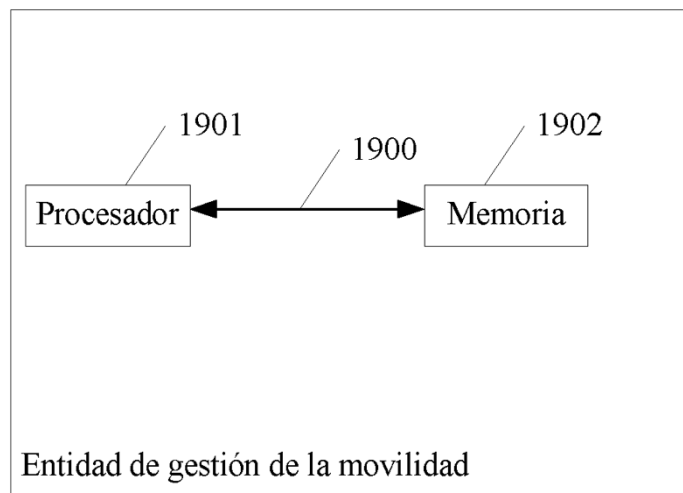 1901
1900
1902
Procesador
Memoria
Entidad de gestión de la movilidad